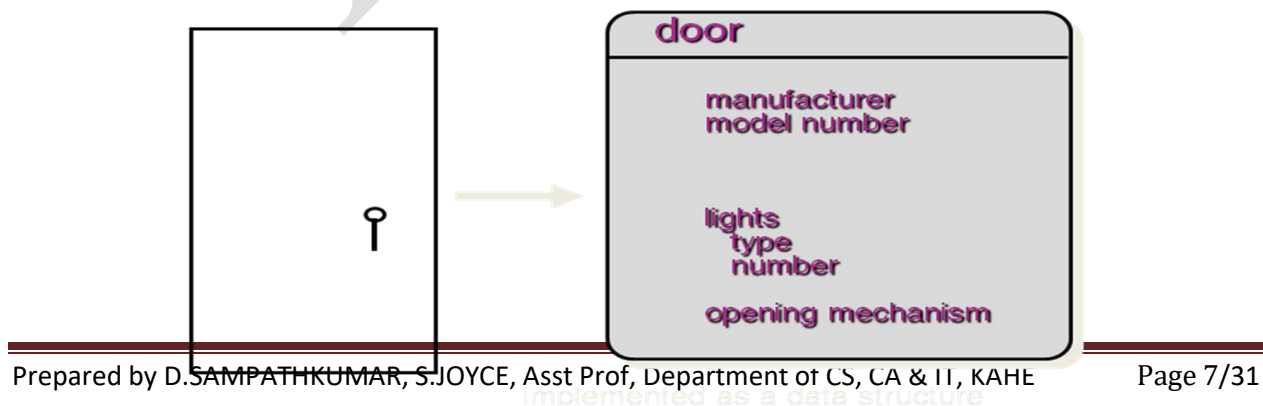 door
manufacturer
model number
lights
type
number
opening mechanism
Prepared by D.SAMPATHKUMAR, S.JOYCE, Asst Prof, Department of CS, CA & IT, KAHE Page 7/31
implemented as a data structure